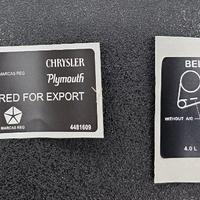 CHRYSLER
MARCAS REG
Plymouth
RED FOR EXPORT
MARCAS REG
4481609
BEL
WITHOUT A/C
4.0 L